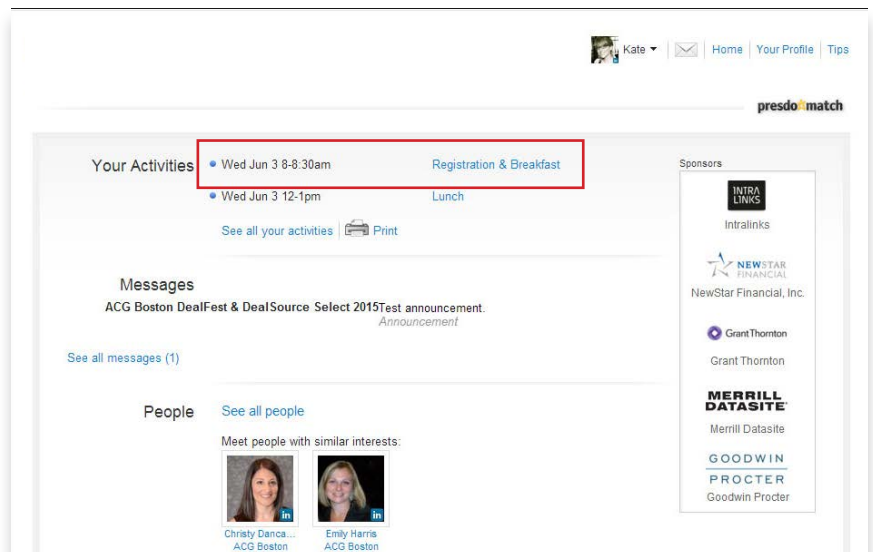 Kate
Home Your Profile Tips
presdo match
Your Activities
Wed Jun 3 8-8:30am Registration & Breakfast
Wed Jun 3 12-1pm Lunch
See all your activities Print
Messages
ACG Boston DealFest & DealSource Select 2015 Test announcement.
Announcement
See all messages (1)
People See all people
Meet people with similar interests:
in in
Christy Danca... Emily Harris
ACG Boston ACG Boston
Sponsors
INTRA
LINKS
Intralinks
NEWSTAR
FINANCIAL
NewStar Financial, Inc.
Grant Thornton
Grant Thornton
MERRILL
DATASITE
Merrill Datasite
GOODWIN
PROCTER
Goodwin Procter